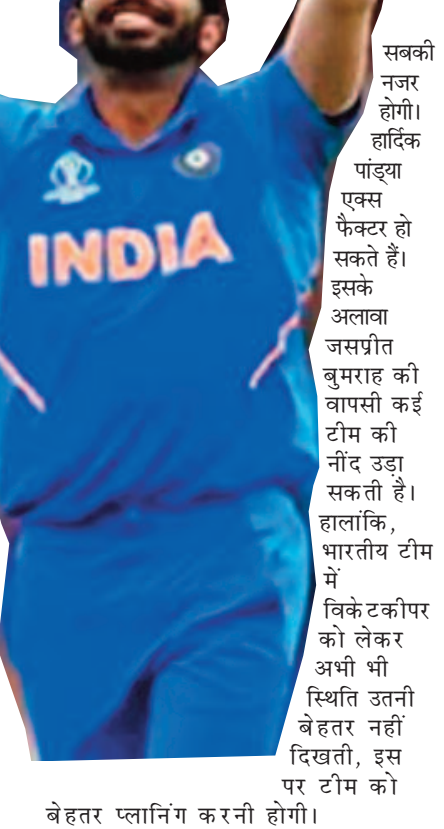 सबकी
नजर
होगी।
हार्दिक
पांड्या
एक्स
फैक्टर हो
सकते हैं।
इसके
अलावा
जसप्रीत
बुमराह की
वापसी कई
टीम की
नींद उड़ा
सकती है।
हालांकि,
भारतीय टीम
में
विकेटकीपर
को लेकर
अभी भी
स्थिति उतनी
बेहतर नहीं
दिखती, इस
पर टीम को
बेहतर प्लानिंग करनी होगी।
INDIA